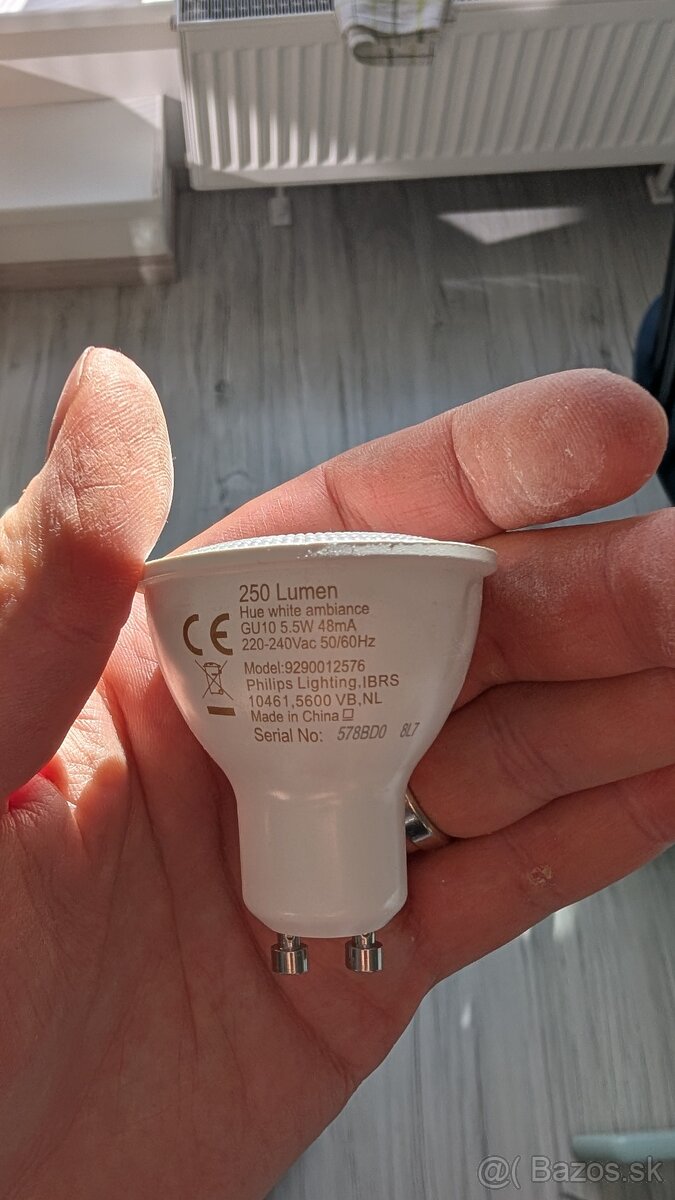 250 Lumen
Hue white ambiance
GU10 5.5W 48mA
220-240Vac 50/60Hz
CE
Model:9290012576
Philips Lighting,IBRS
10461,5600 VB,NL
Made in China
Serial No: 578BD0 8L7
@( Bazos.sk